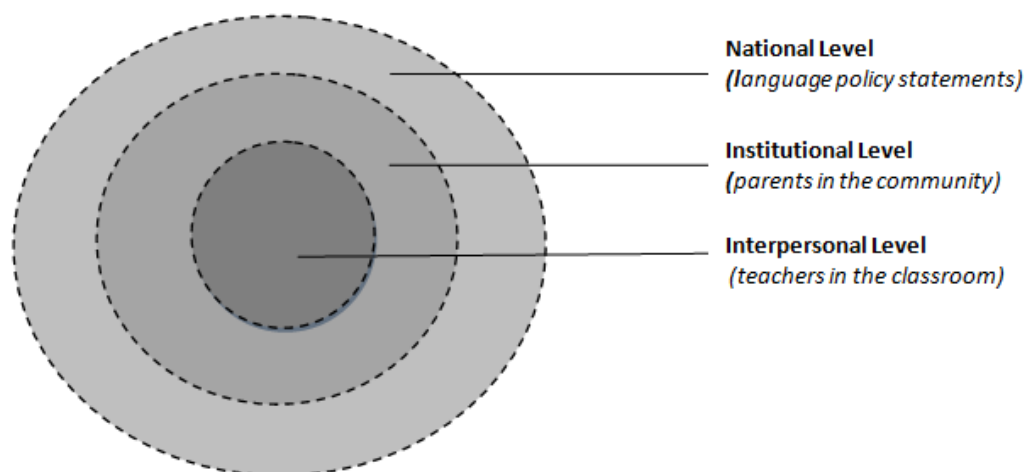 National Level
(language policy statements)
Institutional Level
(parents in the community)
Interpersonal Level
(teachers in the classroom)